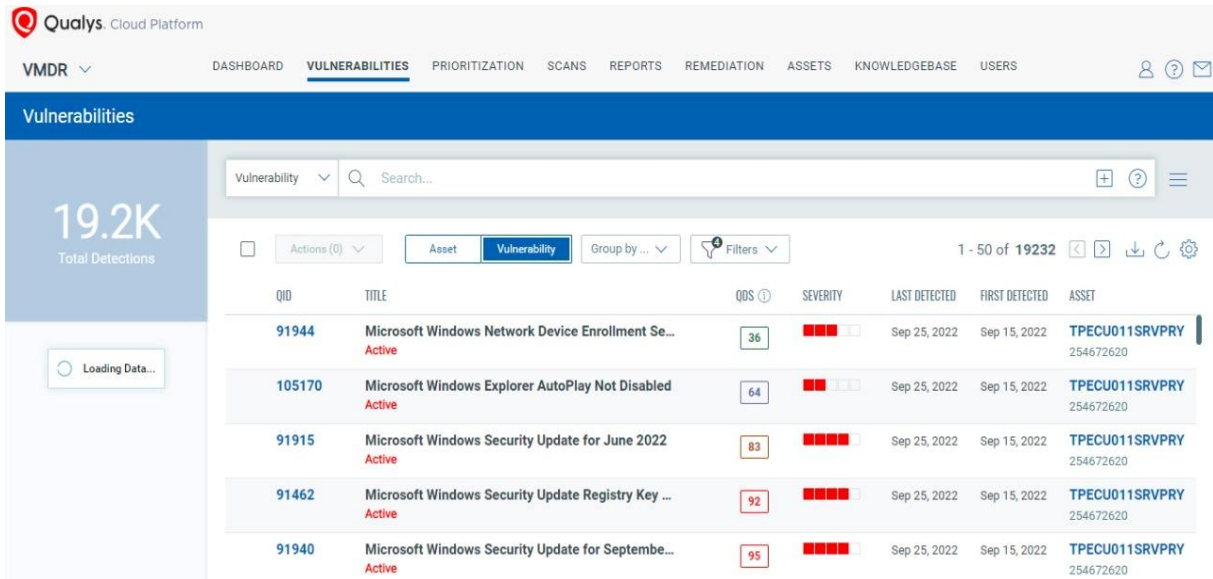 Qualys. Cloud Platform
VMDR
DASHBOARD VULNERABILITIES PRIORITIZATION SCANS REPORTS REMEDIATION ASSETS KNOWLEDGEBASE USERS
Vulnerabilities
19.2K
Total Detections
Loading Data...
Vulnerability Search...
Actions (0) Asset Vulnerability Group by ... 4 Filters 1 - 50 of 19232
QID TITLE QDS SEVERITY LAST DETECTED FIRST DETECTED ASSET
91944 Microsoft Windows Network Device Enrollment Se... 36 Sep 25, 2022 Sep 15, 2022 TPECU011SRVPRY
Active 254672620
105170 Microsoft Windows Explorer AutoPlay Not Disabled 64 Sep 25, 2022 Sep 15, 2022 TPECU011SRVPRY
Active 254672620
91915 Microsoft Windows Security Update for June 2022 83 Sep 25, 2022 Sep 15, 2022 TPECU011SRVPRY
Active 254672620
91462 Microsoft Windows Security Update Registry Key ... 92 Sep 25, 2022 Sep 15, 2022 TPECU011SRVPRY
Active 254672620
91940 Microsoft Windows Security Update for Septembe... 95 Sep 25, 2022 Sep 15, 2022 TPECU011SRVPRY
Active 254672620